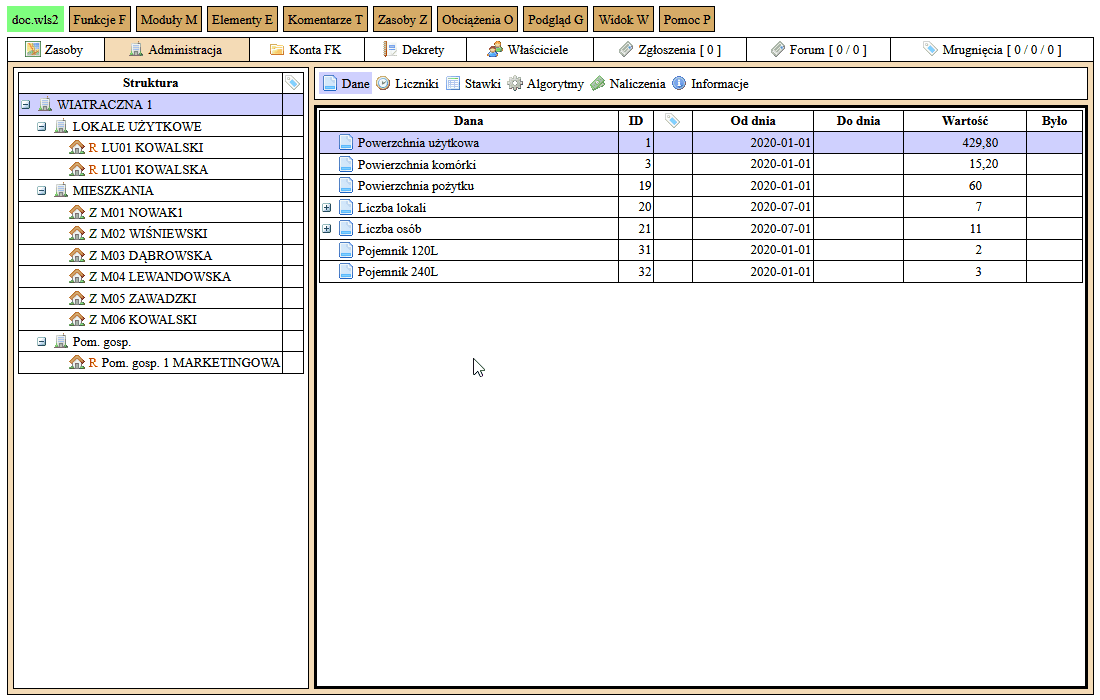 doc.wls2 Funkcje F Moduły M Elementy E Komentarze T Zasoby Z Obciążenia O Podgląd G Widok W Pomoc P
Zasoby Administracja Konta FK Dekrety Właściciele Zgłoszenia [ 0 ] Forum [ 0 / 0 ] Mrugnięcia [ 0 / 0 / 0 ]
Struktura
WIATRACZNA 1
LOKALE UŻYTKOWE
R LU01 KOWALSKI
R LU01 KOWALSKA
MIESZKANIA
Z M01 NOWAK1
Z M02 WIŚNIEWSKI
Z M03 DĄBROWSKA
Z M04 LEWANDOWSKA
Z M05 ZAWADZKI
Z M06 KOWALSKI
Pom. gosp.
R Pom. gosp. 1 MARKETINGOWA
Dane Liczniki Stawki Algorytmy Naliczenia Informacje
Dana ID Od dnia Do dnia Wartość Było
Powerzchnia użytkowa 1 2020-01-01 429,80
Powierzchnia komórki 3 2020-01-01 15,20
Powierzchnia pożytku 19 2020-01-01 60
Liczba lokali 20 2020-07-01 7
Liczba osób 21 2020-07-01 11
Pojemnik 120L 31 2020-01-01 2
Pojemnik 240L 32 2020-01-01 3